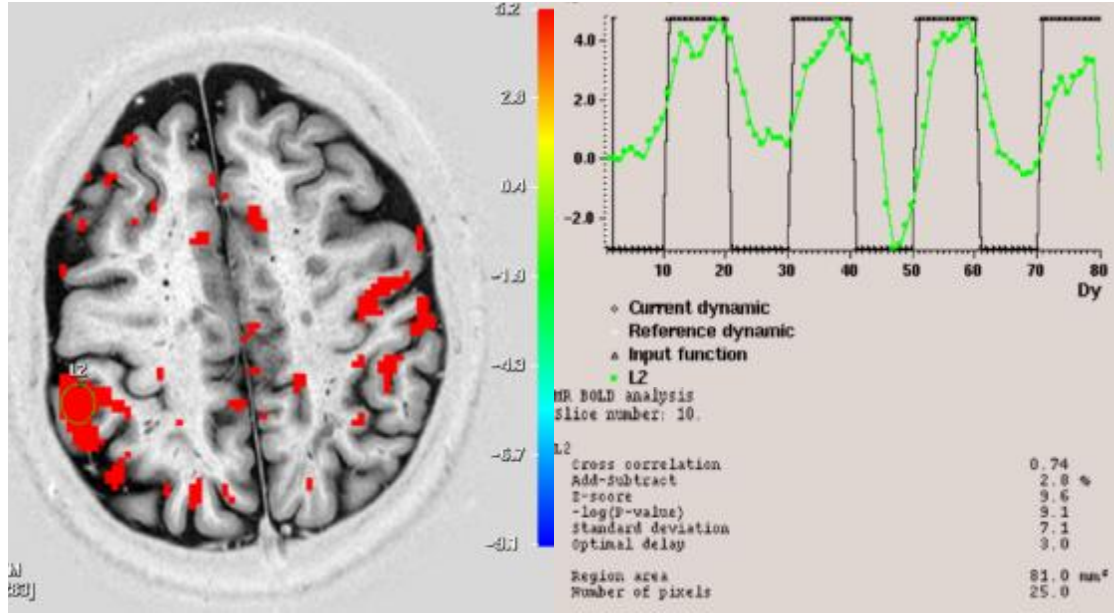 L2
5.2
2.8
0.4
-1.9
-4.3
-6.7
-9.1
M
283]
4.0
2.0
0.0
-2.0
10 20 30 40 50 60 70 80
Dy
Current dynamic
Reference dynamic
Input function
L2
MR BOLD analysis
Slice number: 10.
L2
Cross correlation 0.74
Add-Subtract 2.8 %
Z-score 9.6
-log(P-value) 9.1
Standard deviation 7.1
Optimal delay 3.0
Region area 81.0 mm²
Number of pixels 25.0